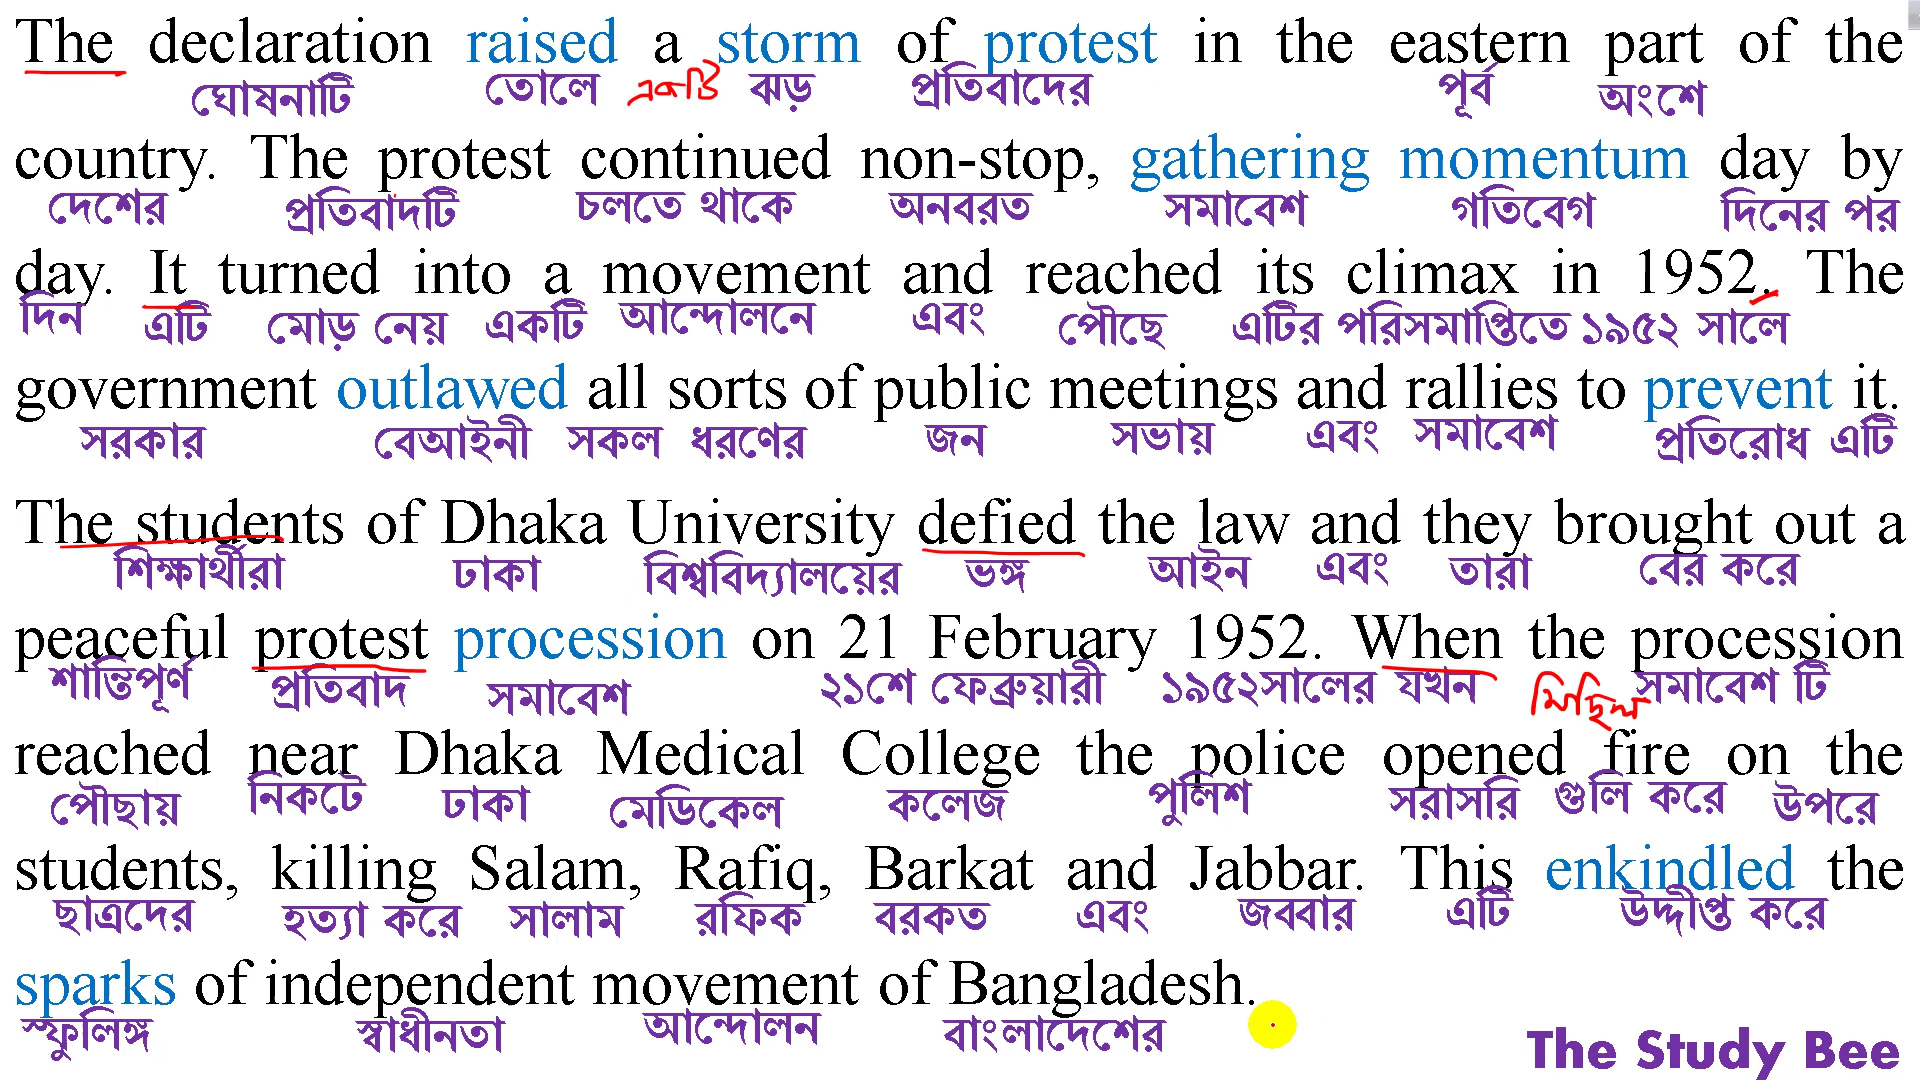 The declaration raised a storm of protest in the eastern part of the
ঘোষনাটি তোলে একটি ঝড় প্রতিবাদের পূর্ব অংশে
country. The protest continued non-stop, gathering momentum day by
দেশের প্রতিবাদটি চলতে থাকে অনবরত সমাবেশ গতিবেগ দিনের পর
day. It turned into a movement and reached its climax in 1952. The
দিন এটি মোড় নেয় একটি আন্দোলনে এবং পৌছে এটির পরিসমাপ্তিতে ১৯৫২ সালে
government outlawed all sorts of public meetings and rallies to prevent it.
সরকার বেআইনী সকল ধরণের জন সভায় এবং সমাবেশ প্রতিরোধ এটি
The students of Dhaka University defied the law and they brought out a
শিক্ষার্থীরা ঢাকা বিশ্ববিদ্যালয়ের ভঙ্গ আইন এবং তারা বের করে
peaceful protest procession on 21 February 1952. When the procession
শান্তিপূর্ণ প্রতিবাদ সমাবেশ ২১শে ফেব্রুয়ারী ১৯৫২সালের যখন মিছিল সমাবেশ টি
reached near Dhaka Medical College the police opened fire on the
পৌছায় নিকটে ঢাকা মেডিকেল কলেজ পুলিশ সরাসরি গুলি করে উপরে
students, killing Salam, Rafiq, Barkat and Jabbar. This enkindled the
ছাত্রদের হত্যা করে সালাম রফিক বরকত এবং জববার এটি উদ্দীপ্ত করে
sparks of independent movement of Bangladesh.
স্ফুলিঙ্গ স্বাধীনতা আন্দোলন বাংলাদেশের
The Study Bee